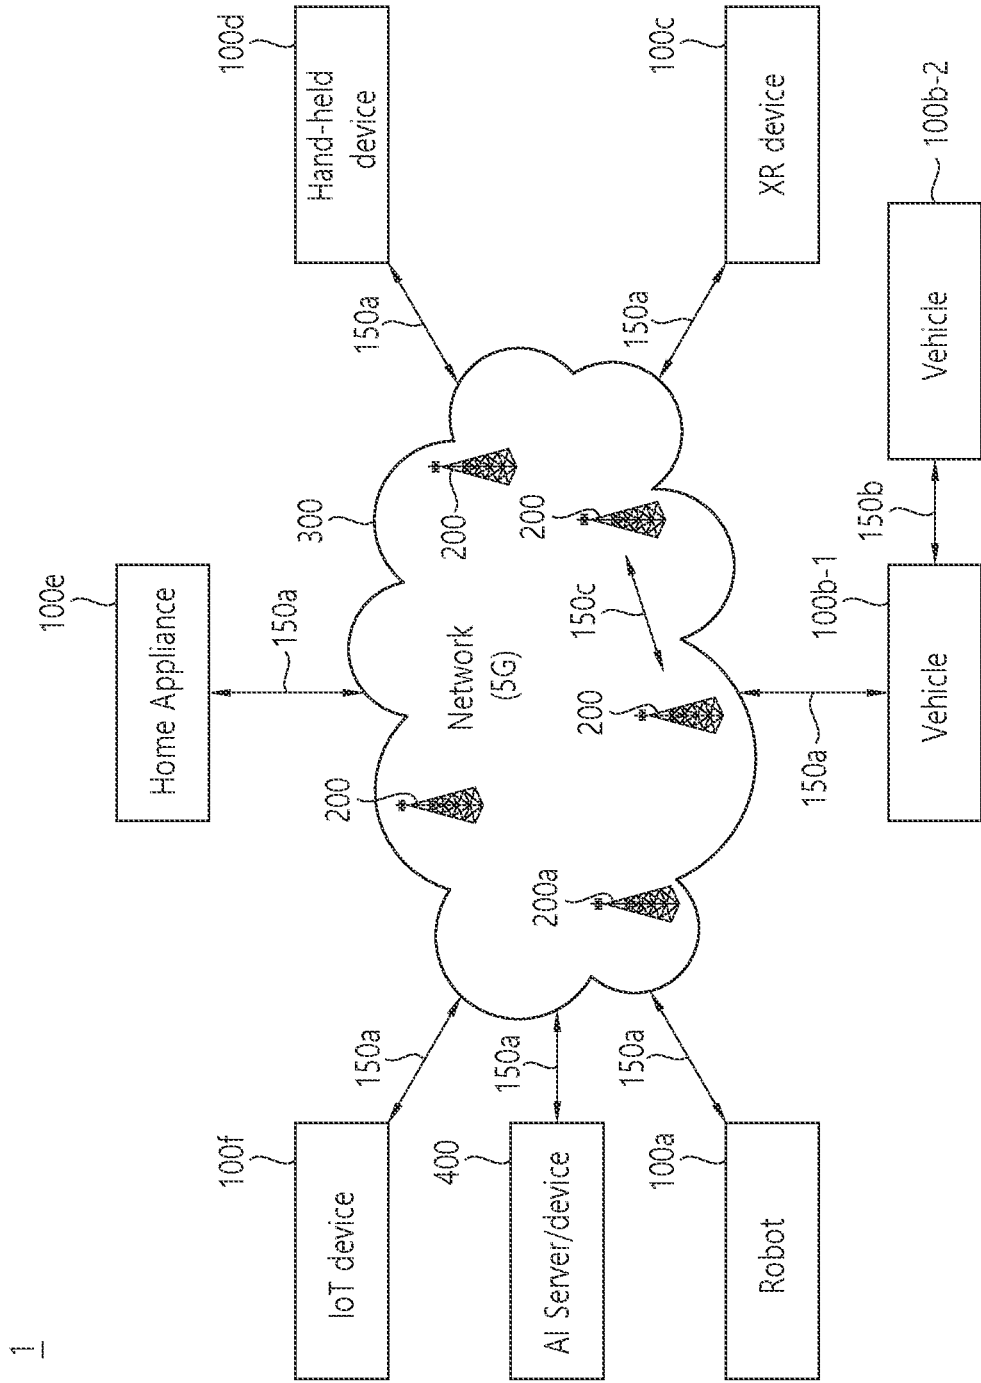 1
100e
Home Appliance
150a
100f
IoT device
150a
300
150a
100d
Hand-held
device
200
Network
(5G)
200
400
AI Server/device
150a
200a
200
150c
200
100a
Robot
150a
150a
100c
XR device
150a
100b-1
Vehicle
150b
100b-2
Vehicle